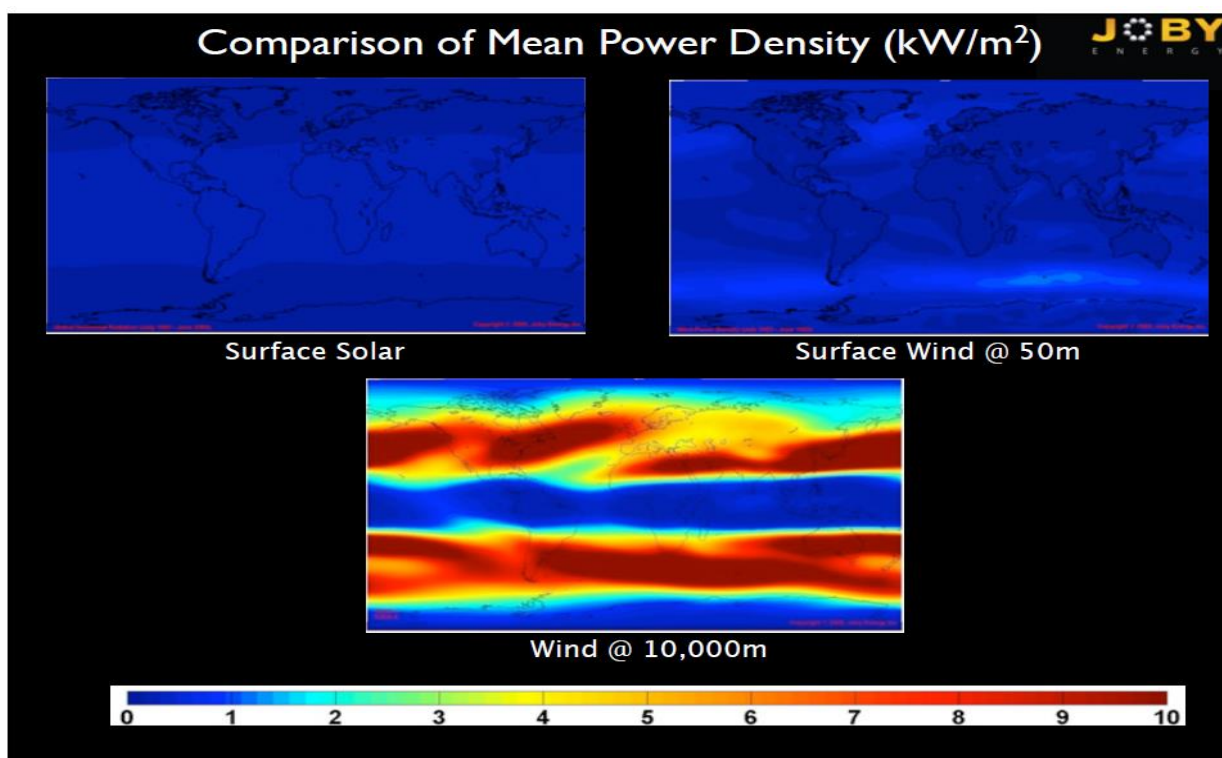 Comparison of Mean Power Density (kW/m²)
JOBY
ENERGY
Surface Solar
Surface Wind @ 50m
Wind @ 10,000m
0 1 2 3 4 5 6 7 8 9 10